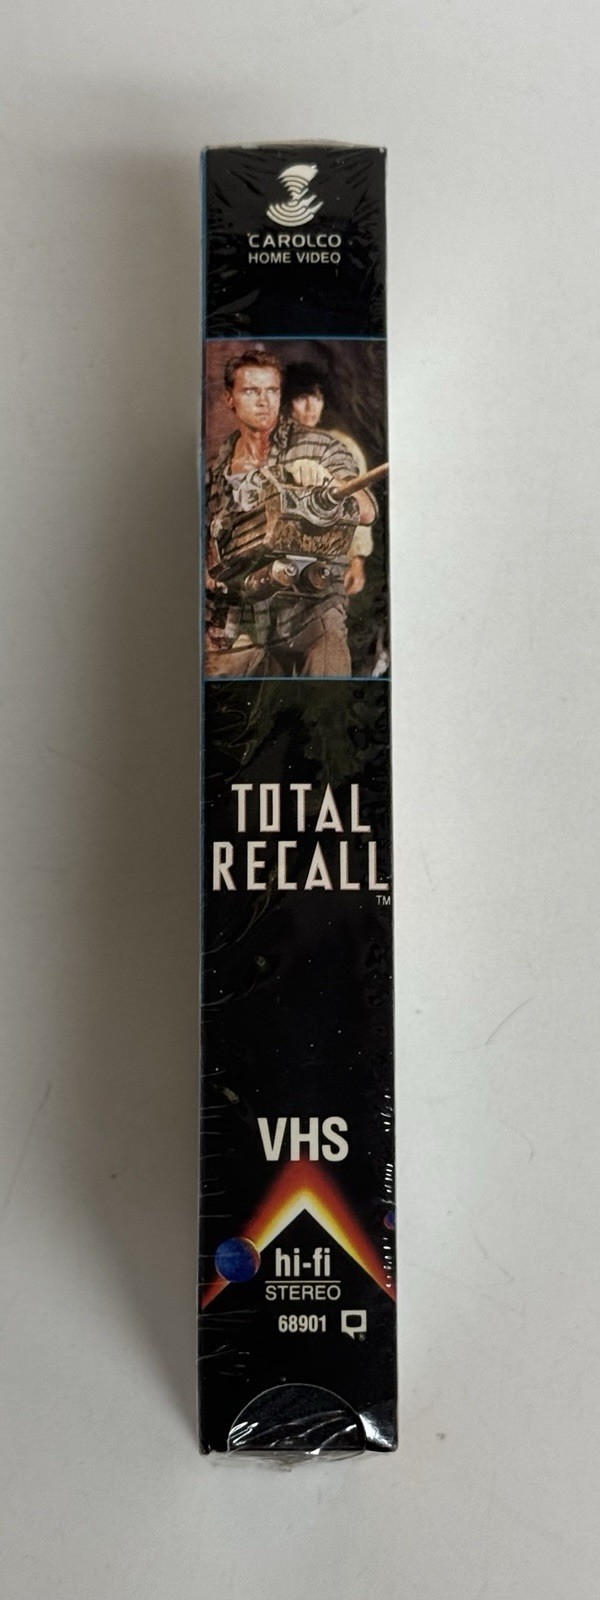 CAROLCO
HOME VIDEO
TOTAL
RECALL
TM
VHS
hi-fi
STEREO
68901 ®